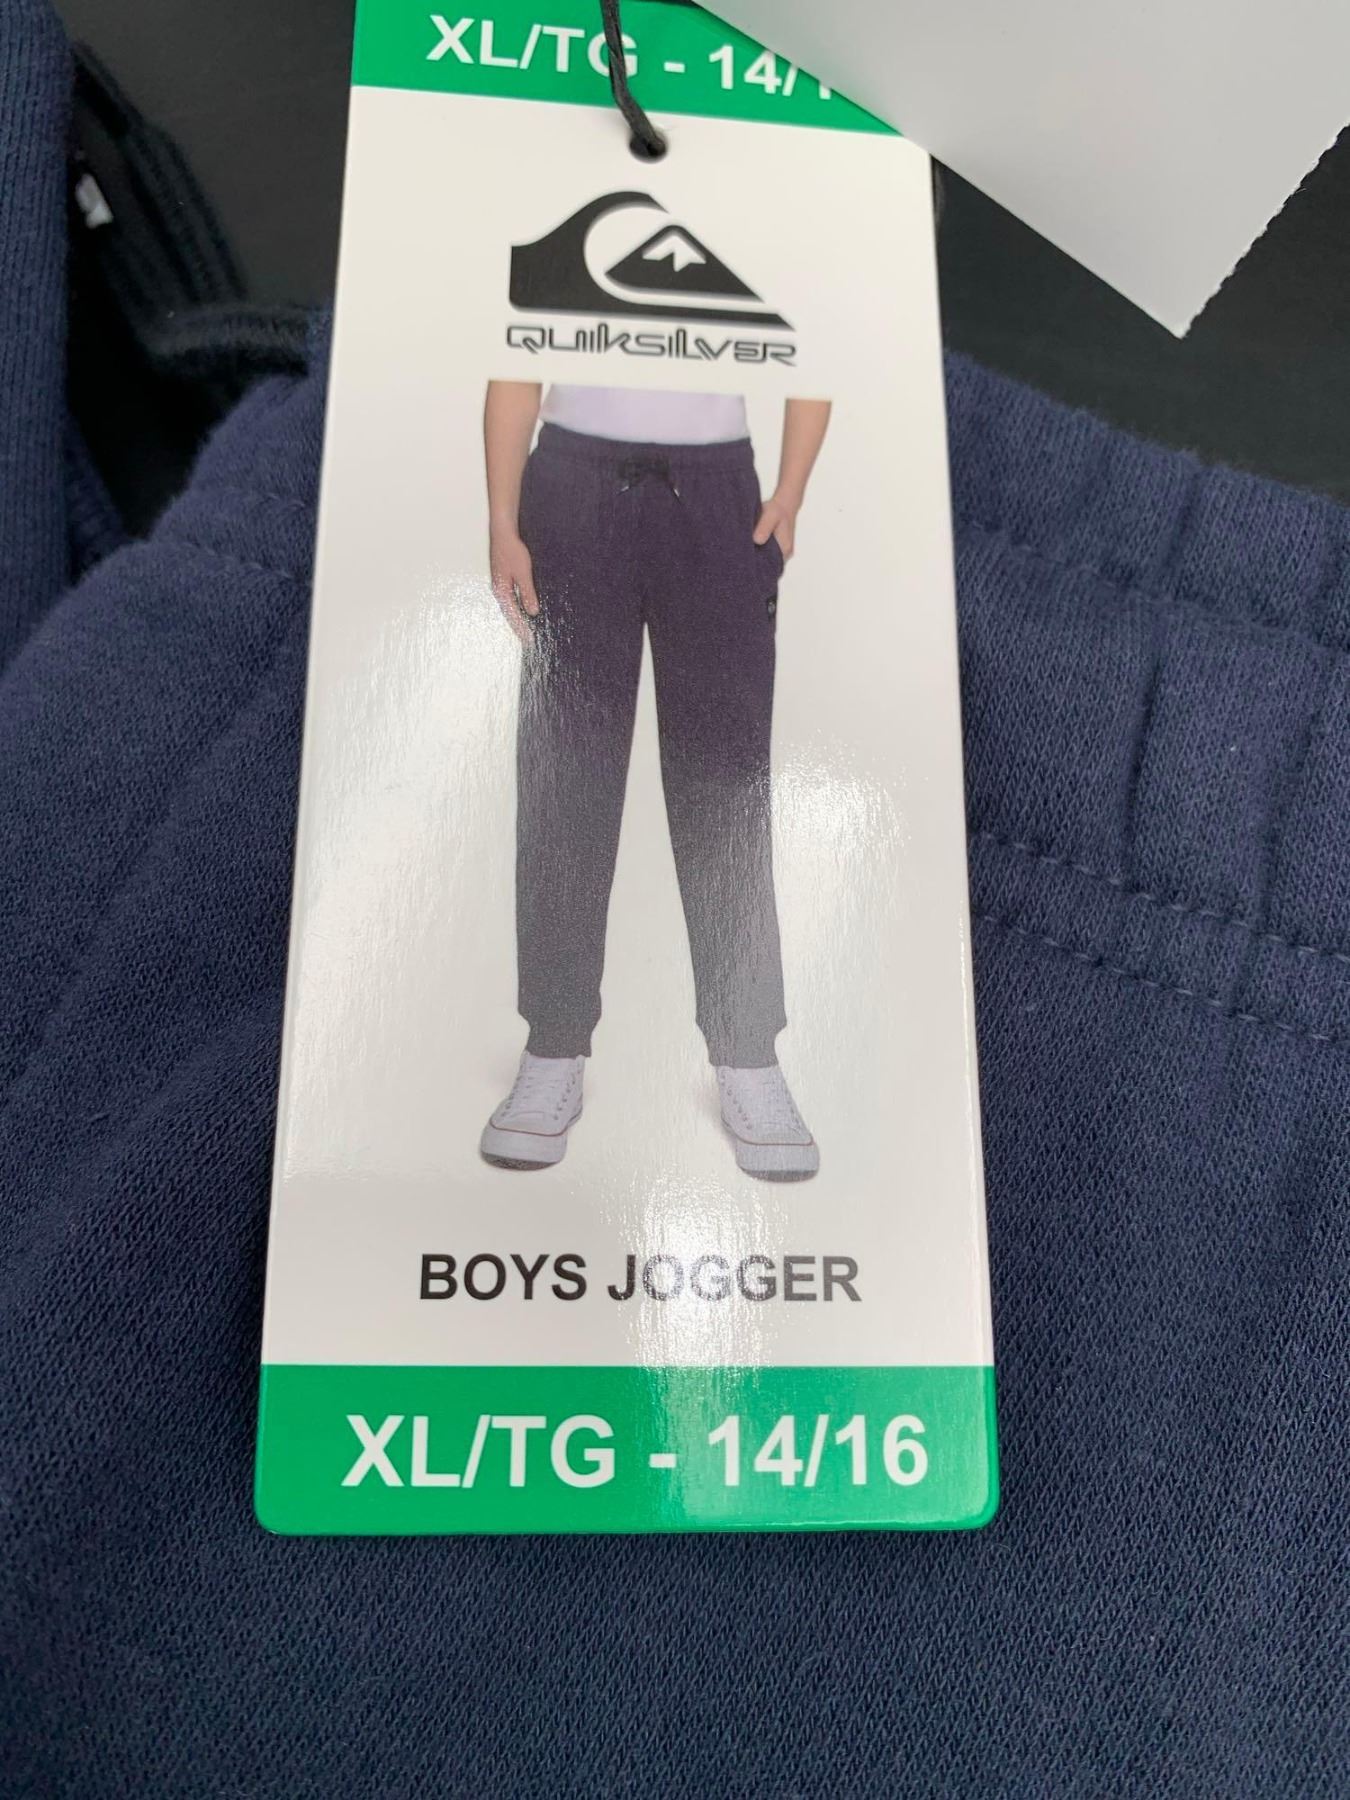 XL/TG - 14/
QUIKSILVER
BOYS JOGGER
XL/TG - 14/16